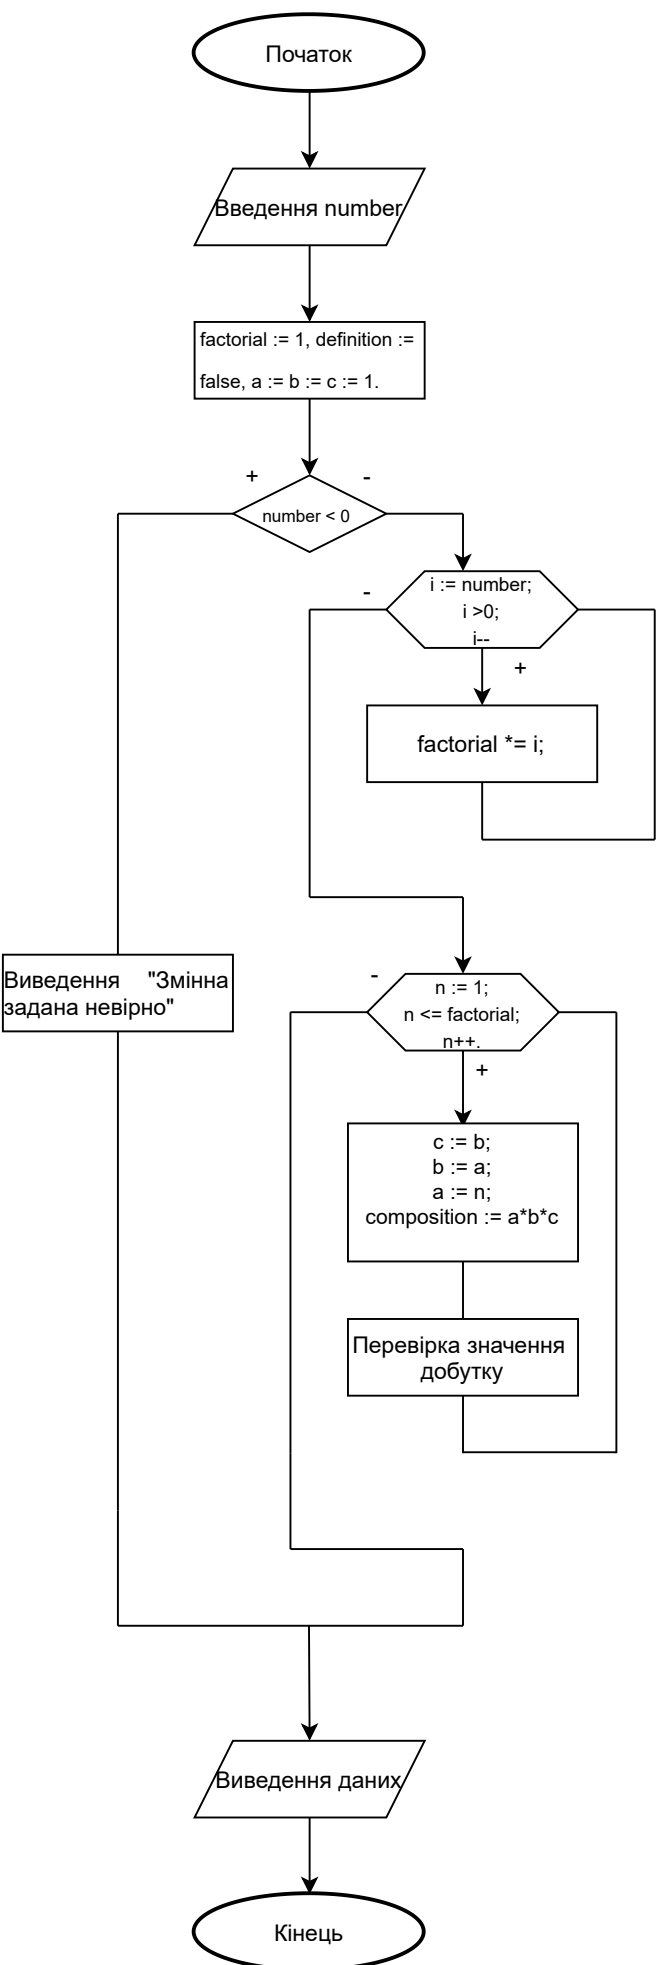 Початок
Введення number
factorial := 1, definition :=
false, a := b := c := 1.
+
-
number < 0
-
i := number;
i >0;
i--
+
factorial *= i;
Виведення "Змінна
задана невірно"
-
n := 1;
n <= factorial;
n++.
+
c := b;
b := a;
a := n;
composition := a*b*c
Перевірка значення
добутку
Виведення даних
Кінець